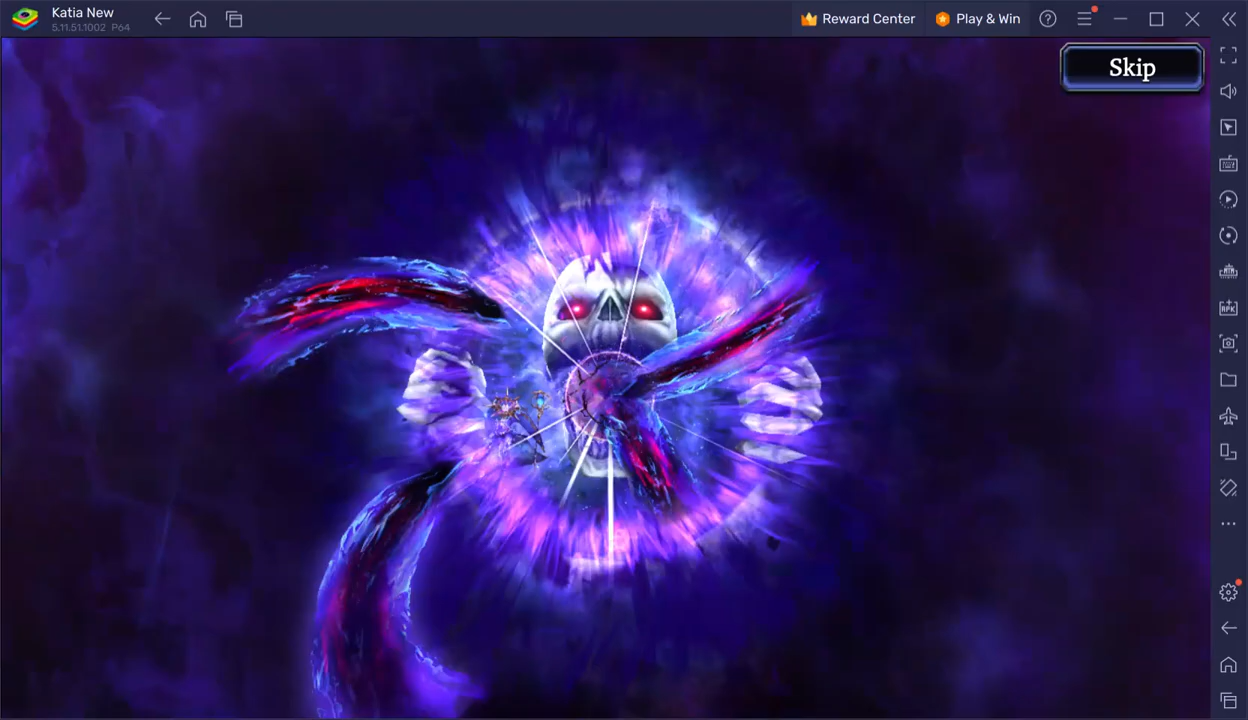 Katia New
5.11.51.1002 P64
Reward Center
Play & Win
Skip